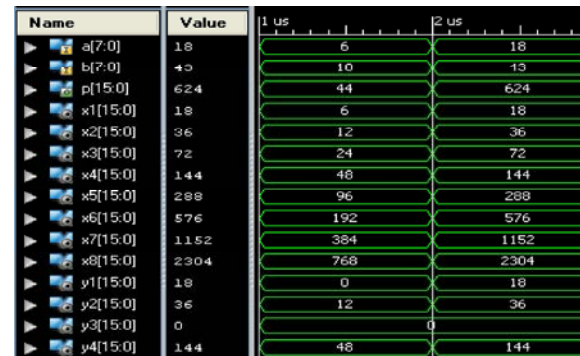 Name Value 1 us 2 us
a[7:0] 18 6 18
b[7:0] 43 10 43
p[15:0] 624 44 624
x1[15:0] 18 6 18
x2[15:0] 36 12 36
x3[15:0] 72 24 72
x4[15:0] 144 48 144
x5[15:0] 288 96 288
x6[15:0] 576 192 576
x7[15:0] 1152 384 1152
x8[15:0] 2304 768 2304
y1[15:0] 18 0 18
y2[15:0] 36 12 36
y3[15:0] 0 0
y4[15:0] 144 48 144